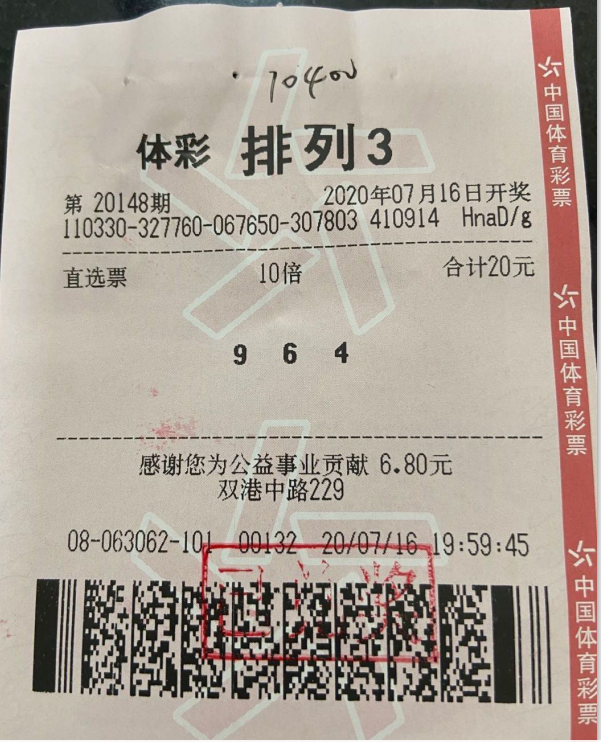 10400
体彩 排列3
第 20148期 2020年07月16日开奖
110330-327760-067650-307803 410914 HnaD/g
直选票 10倍 合计20元
9 6 4
感谢您为公益事业贡献 6.80元
双港中路229
08-063062-101 00132 20/07/16 19:59:45
已兑奖
中国体育彩票
中国体育彩票
中国体育彩票